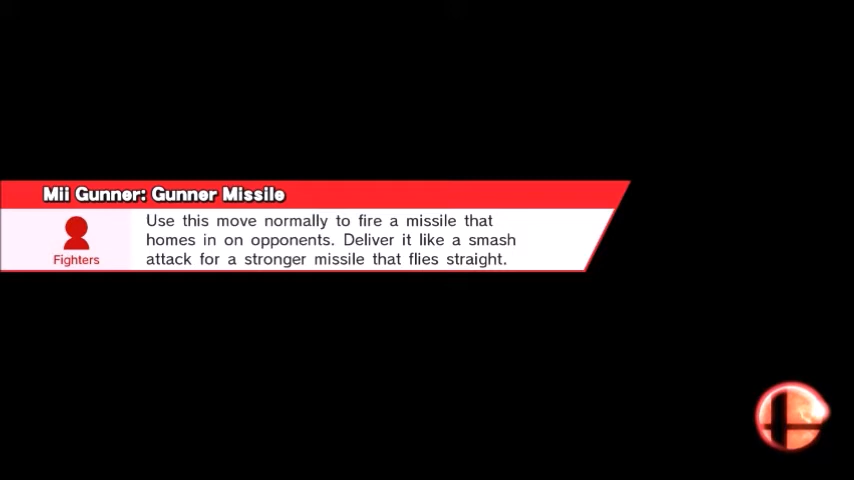 Mii Gunner: Gunner Missile
Fighters
Use this move normally to fire a missile that
homes in on opponents. Deliver it like a smash
attack for a stronger missile that flies straight.